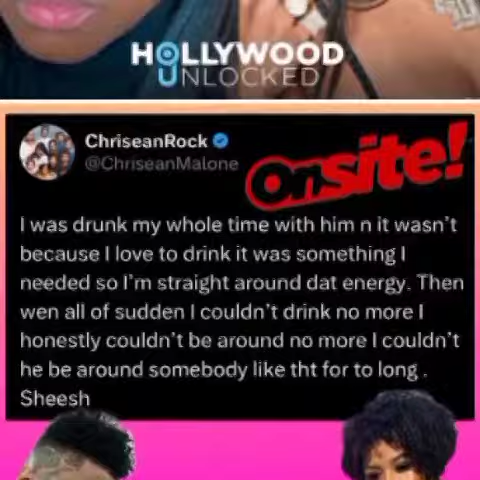 HOLLYWOOD
UNLOCKED
ChriseanRock
@ChriseanMalone
Onsite!
I was drunk my whole time with him n it wasn't
because I love to drink it was something I
needed so I'm straight around dat energy. Then
wen all of sudden I couldn't drink no more I
honestly couldn't be around no more I couldn't
he be around somebody like tht for to long .
Sheesh